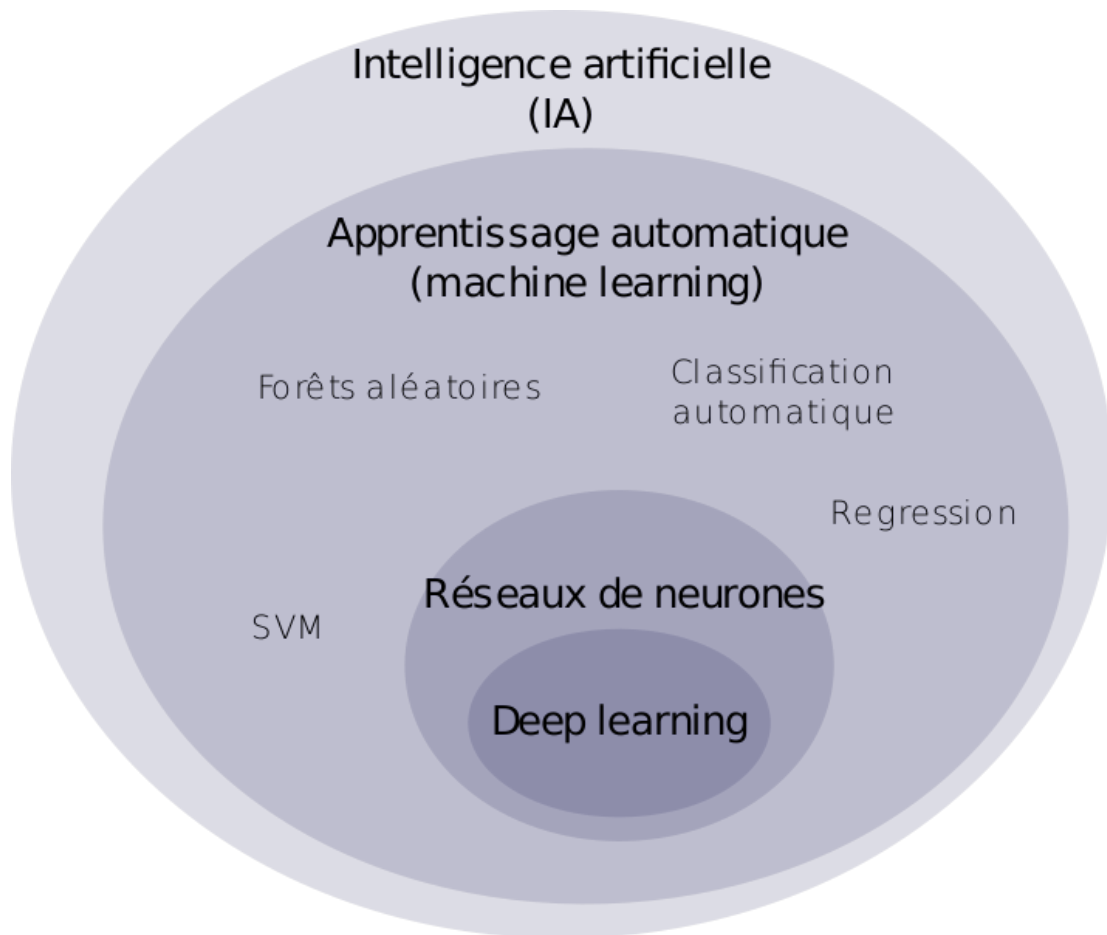 Intelligence artificielle
(IA)
Apprentissage automatique
(machine learning)
Forêts aléatoires
Classification
automatique
Regression
Réseaux de neurones
SVM
Deep learning